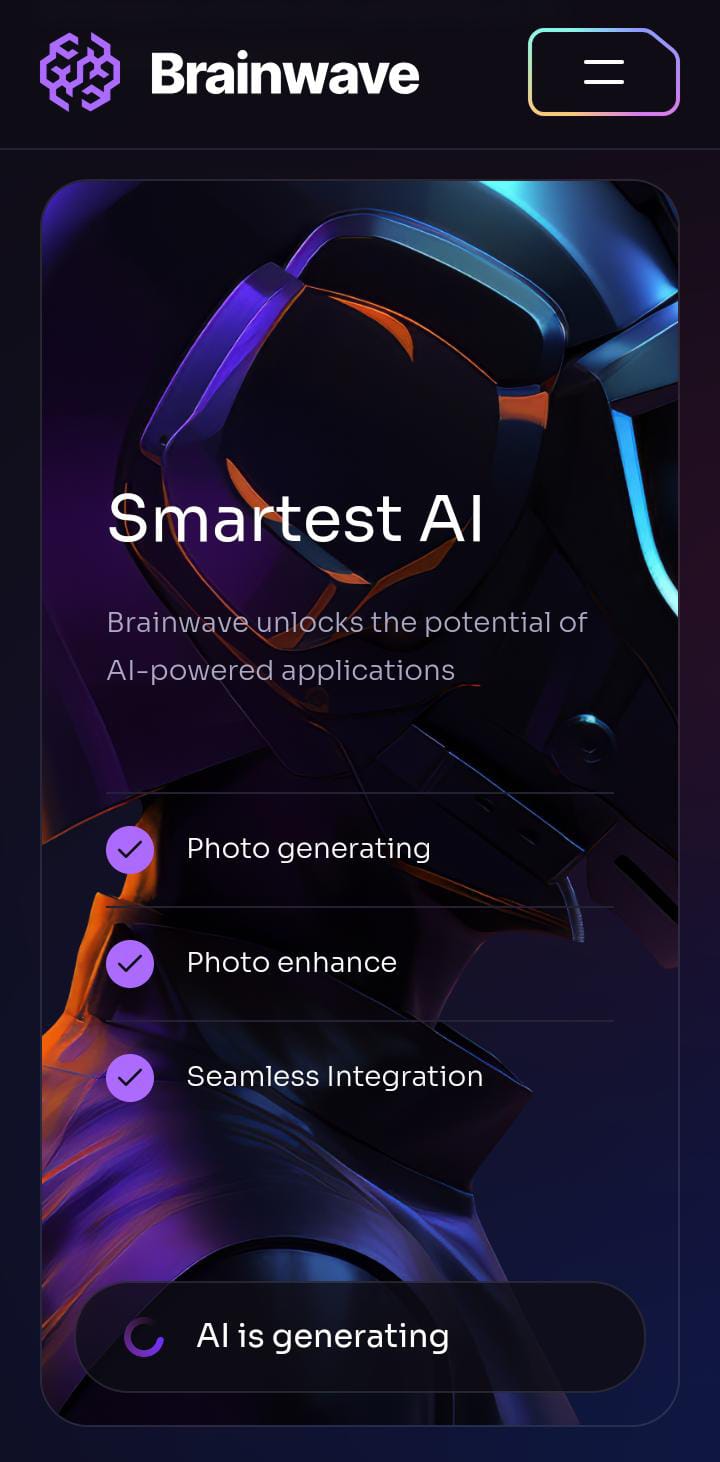 Brainwave
Smartest AI
Brainwave unlocks the potential of
AI-powered applications
Photo generating
Photo enhance
Seamless Integration
AI is generating